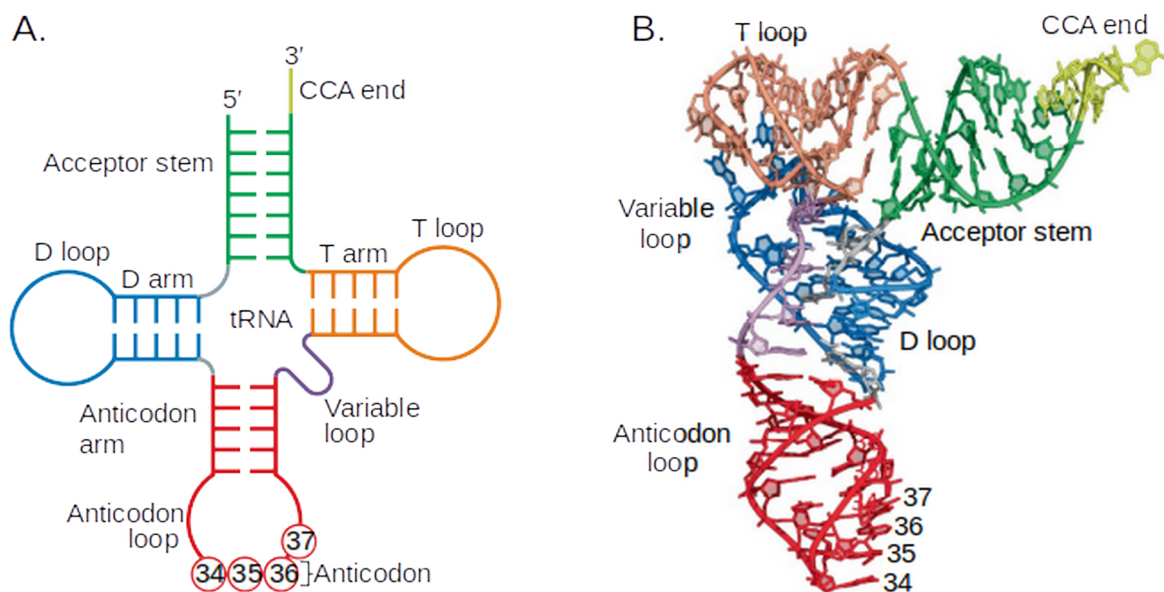 A.
5′
3′
CCA end
Acceptor stem
D loop
D arm
T arm
T loop
tRNA
Anticodon
arm
Variable
loop
Anticodon
loop
37
34
35
36
Anticodon
B.
T loop
CCA end
Variable
loop
Acceptor stem
D loop
Anticodon
loop
37
36
35
34